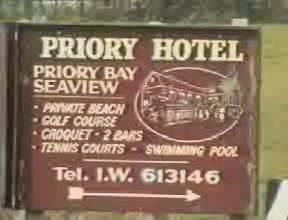 PRIORY HOTEL
PRIORY BAY
SEAVIEW
• PRIVATE BEACH
• GOLF COURSE
• CROQUET • 2 BARS
• TENNIS COURTS • SWIMMING POOL
Tel. I.W. 613146